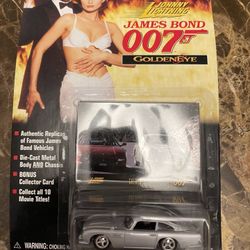 JOHNNY
LIGHTNING
JAMES BOND
007
GOLDENEYE
• Authentic Replicas
of Famous James
Bond Vehicles
• Die-Cast Metal
Body AND Chassis
• BONUS
Collector Card
• Collect all 10
Movie Titles!
007